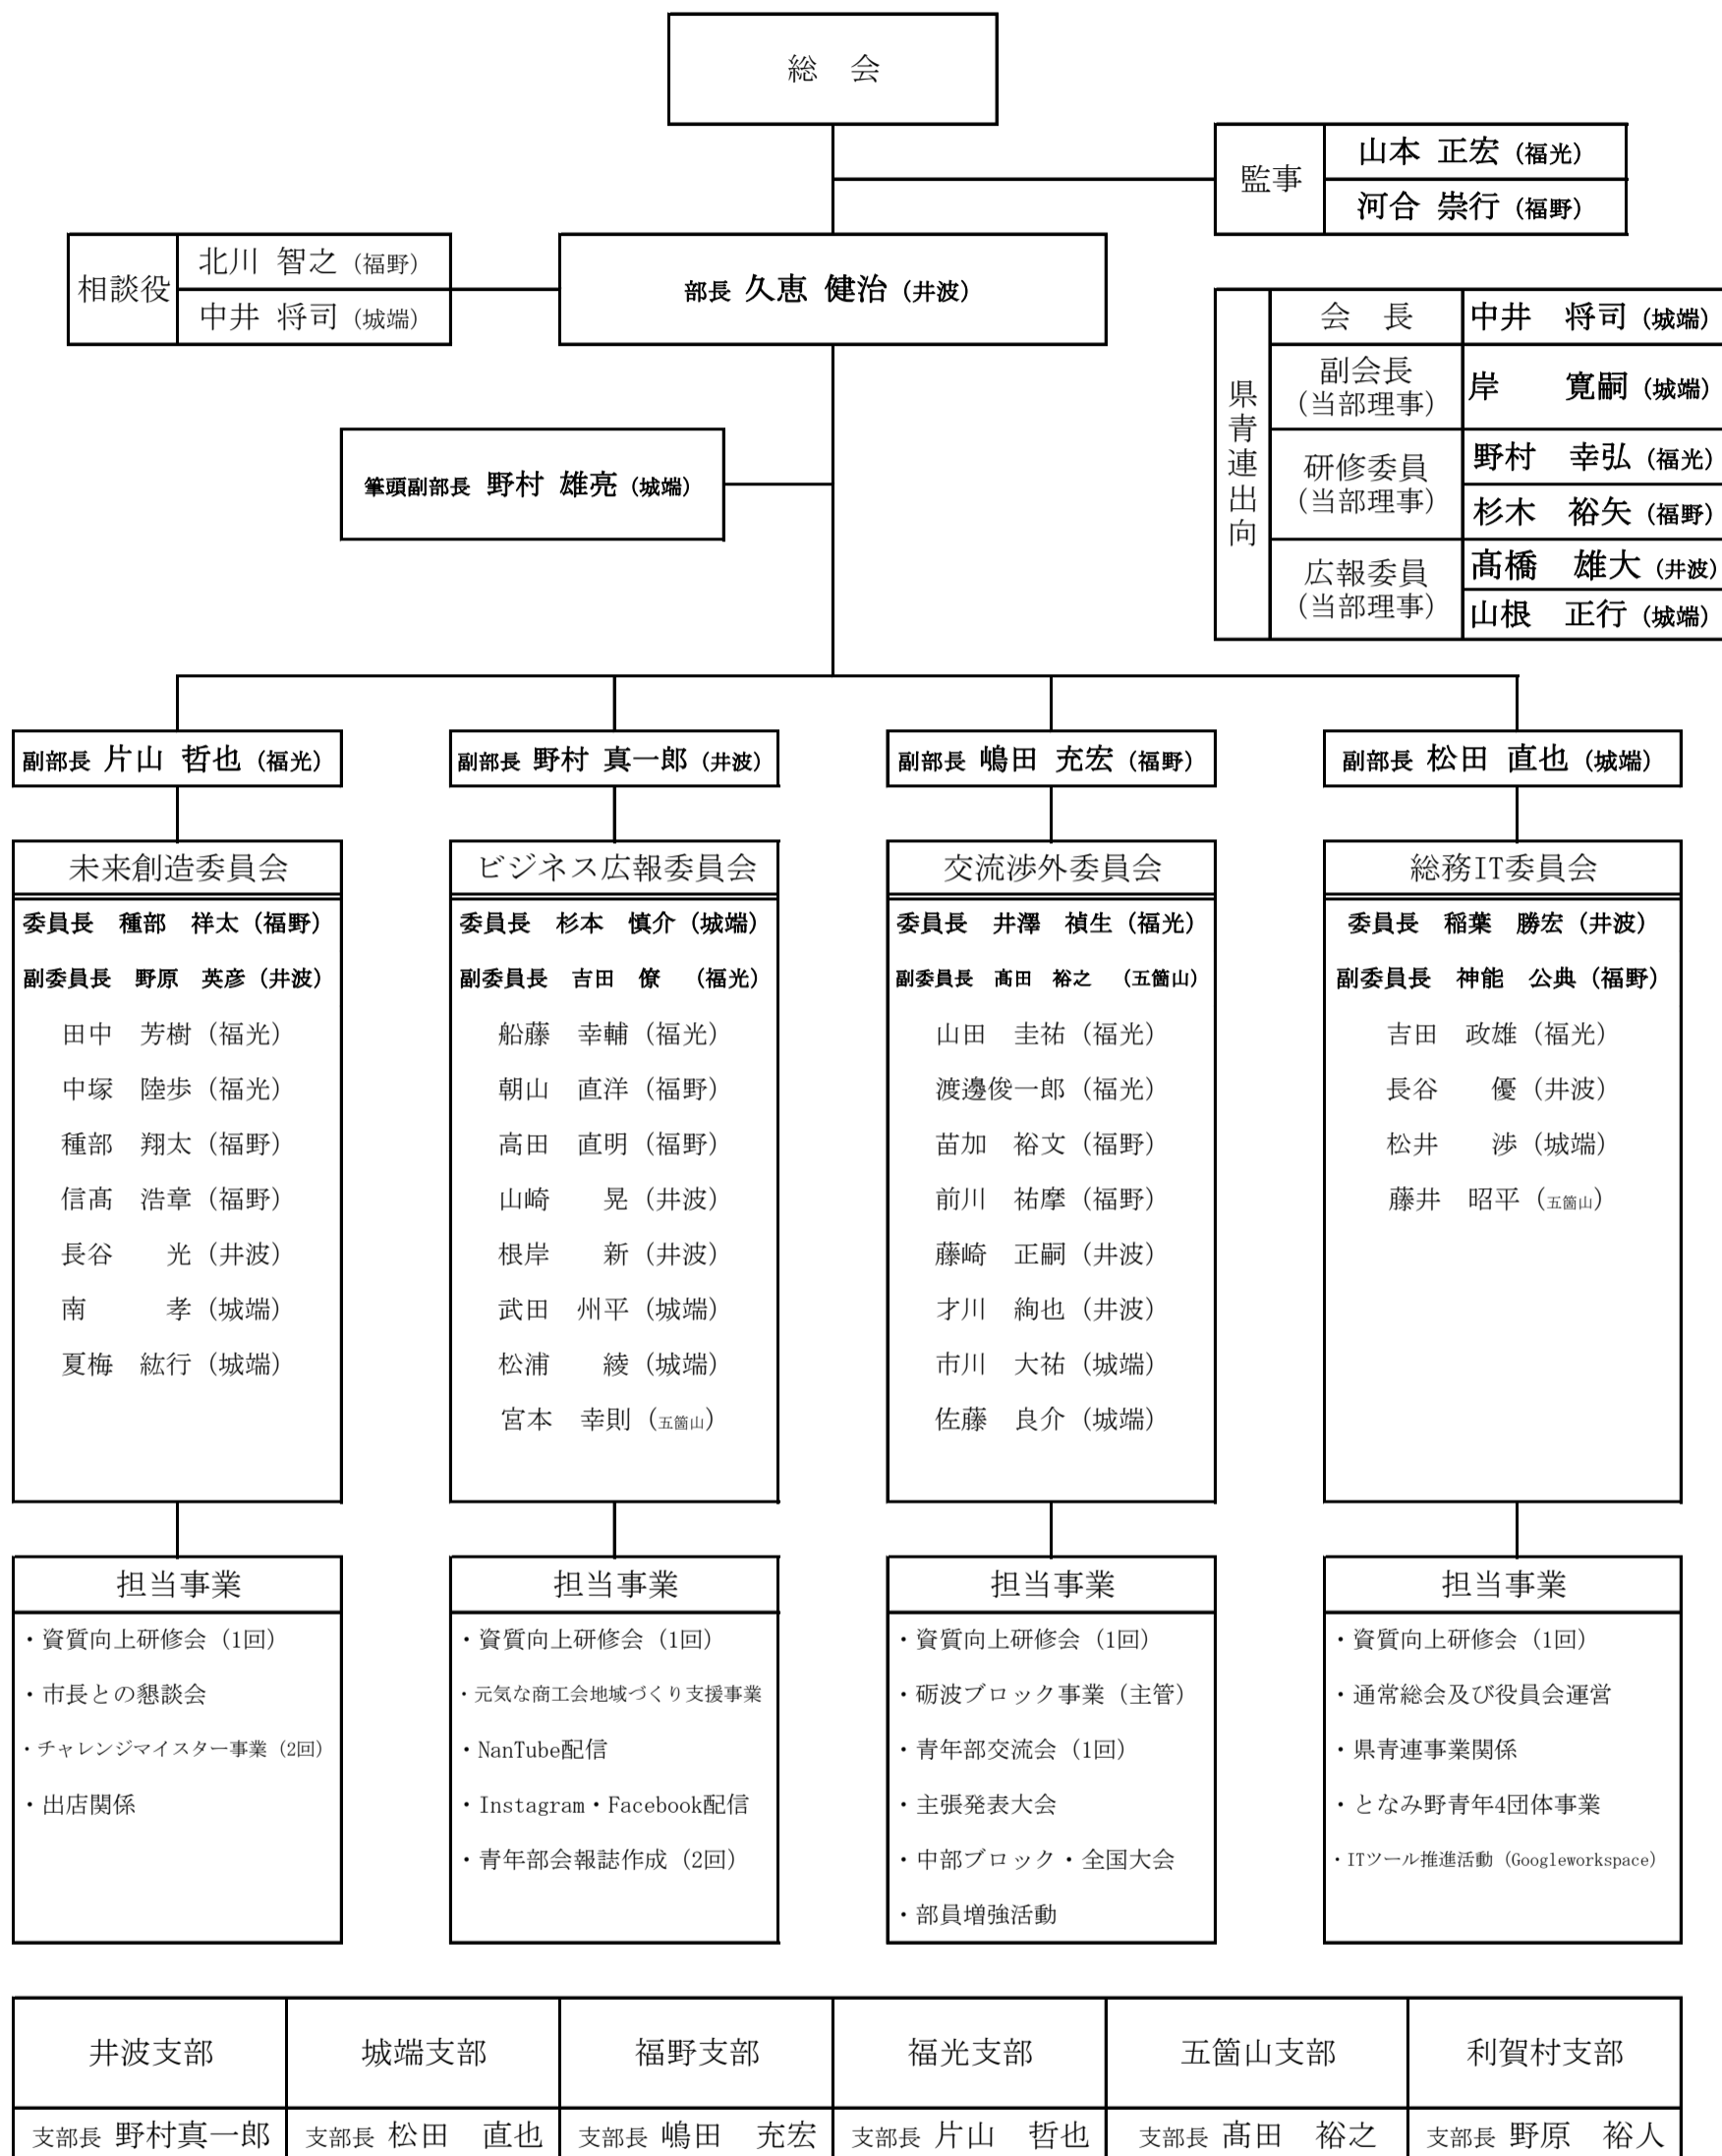 総　会
監事
山本 正宏（福光）
河合 崇行（福野）
相談役
北川 智之（福野）
中井 将司（城端）
部長 久恵 健治（井波）
県青連出向
会　長
中井　将司（城端）
副会長
（当部理事）
岸　　寛嗣（城端）
研修委員
（当部理事）
野村　幸弘（福光）
杉木　裕矢（福野）
広報委員
（当部理事）
髙橋　雄大（井波）
山根　正行（城端）
筆頭副部長 野村 雄亮（城端）
副部長 片山 哲也（福光）
未来創造委員会
委員長　種部　祥太（福野）
副委員長　野原　英彦（井波）
田中　芳樹（福光）
中塚　陸歩（福光）
種部　翔太（福野）
信髙　浩章（福野）
長谷　　光（井波）
南　　　孝（城端）
夏梅　紘行（城端）
担当事業
・資質向上研修会（1回）
・市長との懇談会
・チャレンジマイスター事業（2回）
・出店関係
副部長 野村 真一郎（井波）
ビジネス広報委員会
委員長　杉本　慎介（城端）
副委員長　吉田　僚　（福光）
船藤　幸輔（福光）
朝山　直洋（福野）
高田　直明（福野）
山崎　　晃（井波）
根岸　　新（井波）
武田　州平（城端）
松浦　　綾（城端）
宮本　幸則（五箇山）
担当事業
・資質向上研修会（1回）
・元気な商工会地域づくり支援事業
・NanTube配信
・Instagram・Facebook配信
・青年部会報誌作成（2回）
副部長 嶋田 充宏（福野）
交流渉外委員会
委員長　井澤　禎生（福光）
副委員長　髙田　裕之　（五箇山）
山田　圭祐（福光）
渡邊俊一郎（福光）
苗加　裕文（福野）
前川　祐摩（福野）
藤崎　正嗣（井波）
才川　絢也（井波）
市川　大祐（城端）
佐藤　良介（城端）
担当事業
・資質向上研修会（1回）
・砺波ブロック事業（主管）
・青年部交流会（1回）
・主張発表大会
・中部ブロック・全国大会
・部員増強活動
副部長 松田 直也（城端）
総務IT委員会
委員長　稲葉　勝宏（井波）
副委員長　神能　公典（福野）
吉田　政雄（福光）
長谷　　優（井波）
松井　　渉（城端）
藤井　昭平（五箇山）
担当事業
・資質向上研修会（1回）
・通常総会及び役員会運営
・県青連事業関係
・となみ野青年4団体事業
・ITツール推進活動（Googleworkspace）
井波支部
城端支部
福野支部
福光支部
五箇山支部
利賀村支部
支部長 野村真一郎
支部長 松田　直也
支部長 嶋田　充宏
支部長 片山　哲也
支部長 髙田　裕之
支部長 野原　裕人